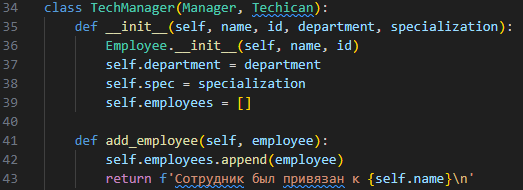 34 class TechManager(Manager, Techican):
35     def __init__(self, name, id, department, specialization):
36         Employee.__init__(self, name, id)
37         self.department = department
38         self.spec = specialization
39         self.employees = []
40
41     def add_employee(self, employee):
42         self.employees.append(employee)
43         return f'Сотрудник был привязан к {self.name}\n'